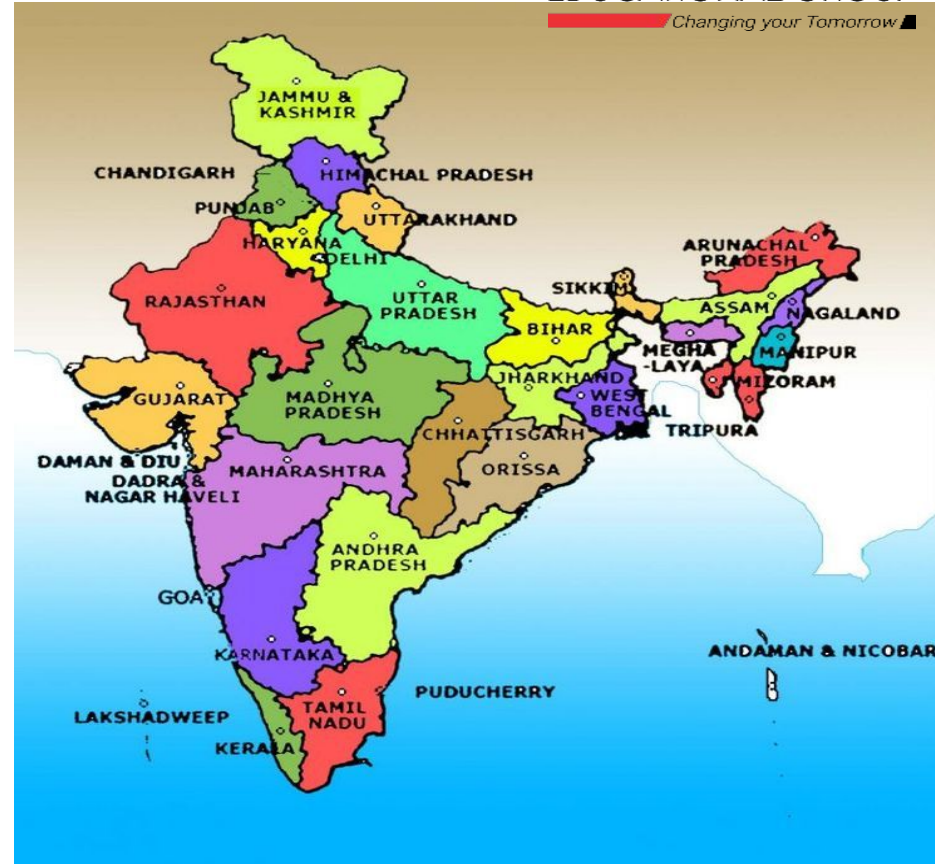 Changing your Tomorrow
JAMMU &
KASHMIR
CHANDIGARH
HIMACHAL PRADESH
PUNJAB
UTTARAKHAND
HARYANA
DELHI
ARUNACHAL
PRADESH
SIKKIM
RAJASTHAN
UTTAR
PRADESH
ASSAM
NAGALAND
BIHAR
MEGHA
-LAYA
MANIPUR
JHARKHAND
MIZORAM
GUJARAT
MADHYA
PRADESH
WEST
BENGAL
TRIPURA
CHHATTISGARH
DAMAN & DIU
MAHARASHTRA
ORISSA
DADRA &
NAGAR HAVELI
ANDHRA
PRADESH
GOA
KARNATAKA
ANDAMAN & NICOBAR
PUDUCHERRY
TAMIL
NADU
LAKSHADWEEP
KERALA